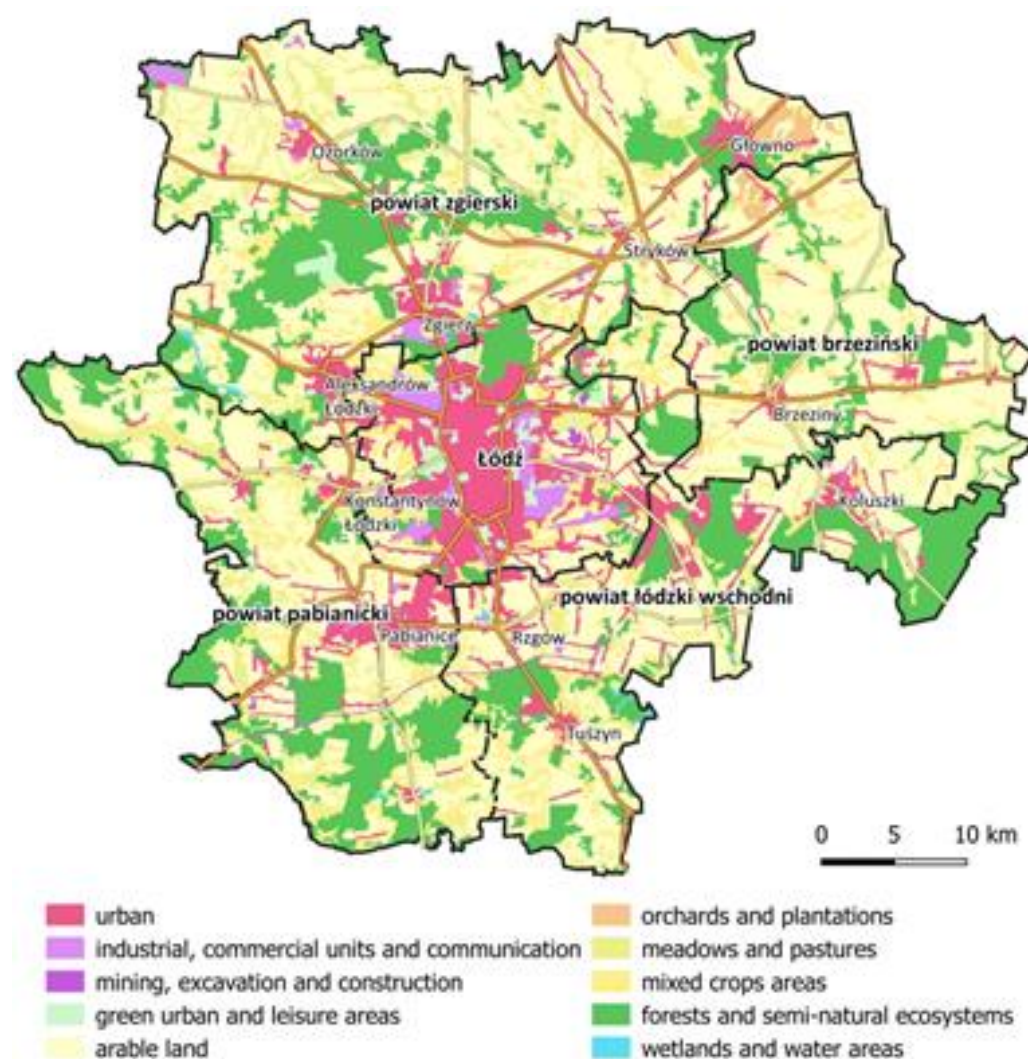 Ozorków
Głowno
powiat zgierski
Stryków
Zgierz
powiat brzeziński
Aleksandrów
Łódzki
Brzeziny
Łódź
Konstantynów
Łódzki
Koluszki
powiat łódzki wschodni
powiat pabianicki
Pabianice
Rzgów
Tuszyn
0 5 10 km
urban
industrial, commercial units and communication
mining, excavation and construction
green urban and leisure areas
arable land
orchards and plantations
meadows and pastures
mixed crops areas
forests and semi-natural ecosystems
wetlands and water areas